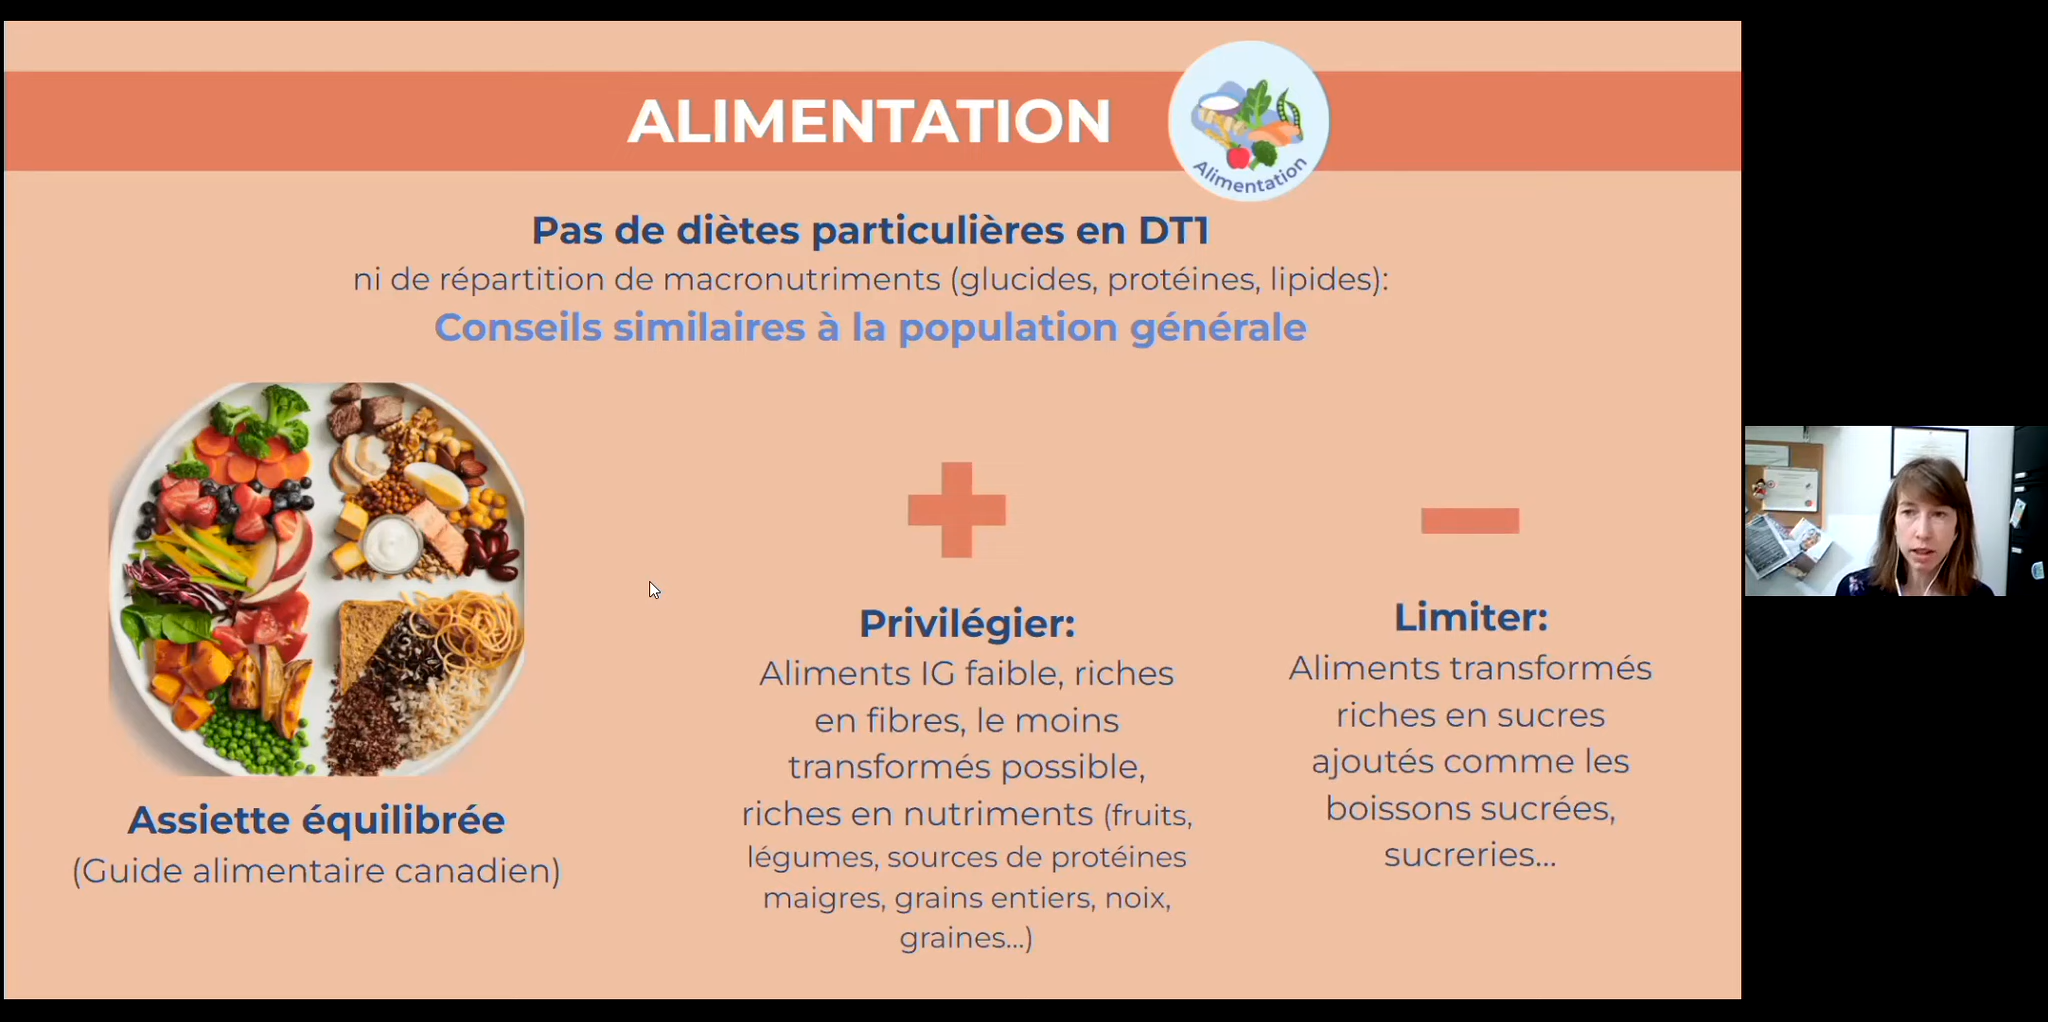 ALIMENTATION
Alimentation
Pas de diètes particulières en DT1
ni de répartition de macronutriments (glucides, protéines, lipides):
Conseils similaires à la population générale
Assiette équilibrée
(Guide alimentaire canadien)
Privilégier:
Aliments IG faible, riches
en fibres, le moins
transformés possible,
riches en nutriments (fruits,
légumes, sources de protéines
maigres, grains entiers, noix,
graines...)
Limiter:
Aliments transformés
riches en sucres
ajoutés comme les
boissons sucrées,
sucreries...